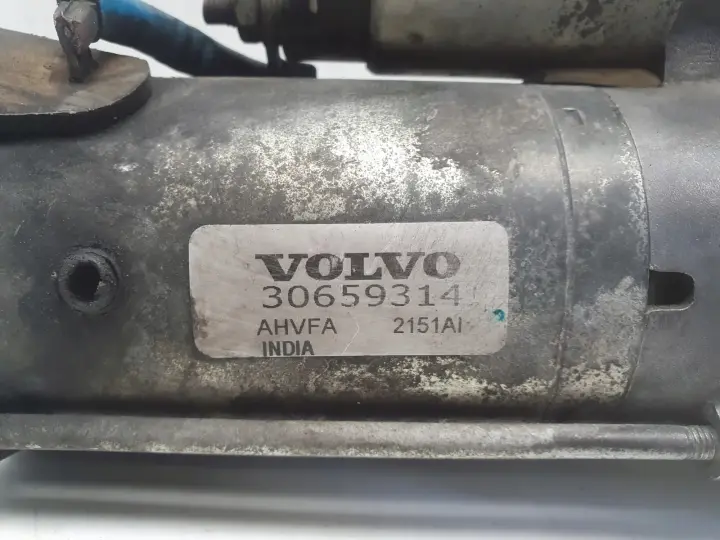 VOLVO
30659314
AHVFA 2151AI
INDIA